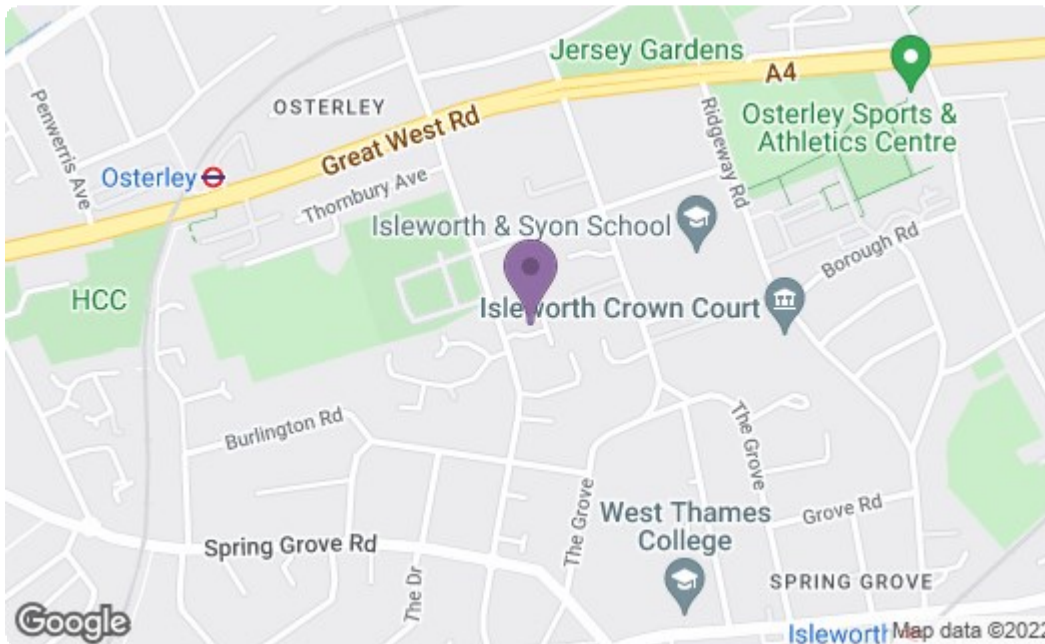 Jersey Gardens
A4
OSTERLEY
Great West Rd
Penwerris Ave
Osterley
Thornbury Ave
Ridgeway Rd
Osterley Sports &
Athletics Centre
Isleworth & Syon School
Borough Rd
HCC
Isleworth Crown Court
Burlington Rd
The Grove
The Grove
West Thames
College
Grove Rd
Spring Grove Rd
The Dr
SPRING GROVE
Google
Isleworth
Map data ©2022